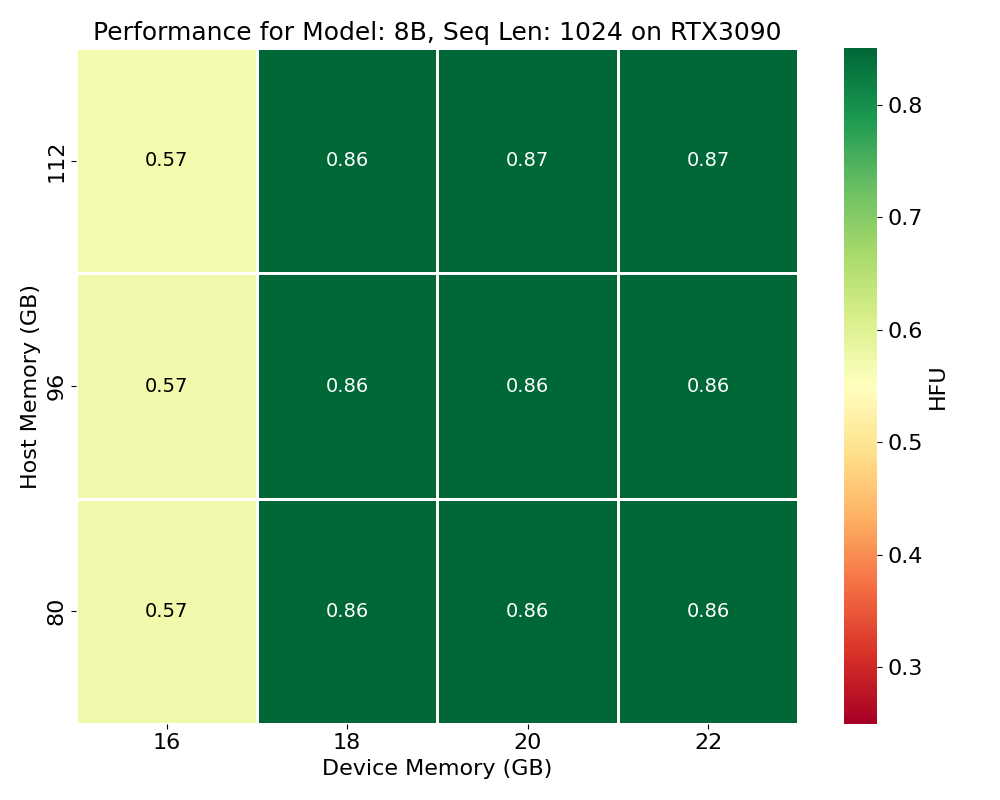 Performance for Model: 8B, Seq Len: 1024 on RTX3090
Host Memory (GB)
112
0.57 0.86 0.87 0.87
96
0.57 0.86 0.86 0.86
80
0.57 0.86 0.86 0.86
16 18 20 22
Device Memory (GB)
0.8
0.7
0.6
0.5
0.4
0.3
HFU